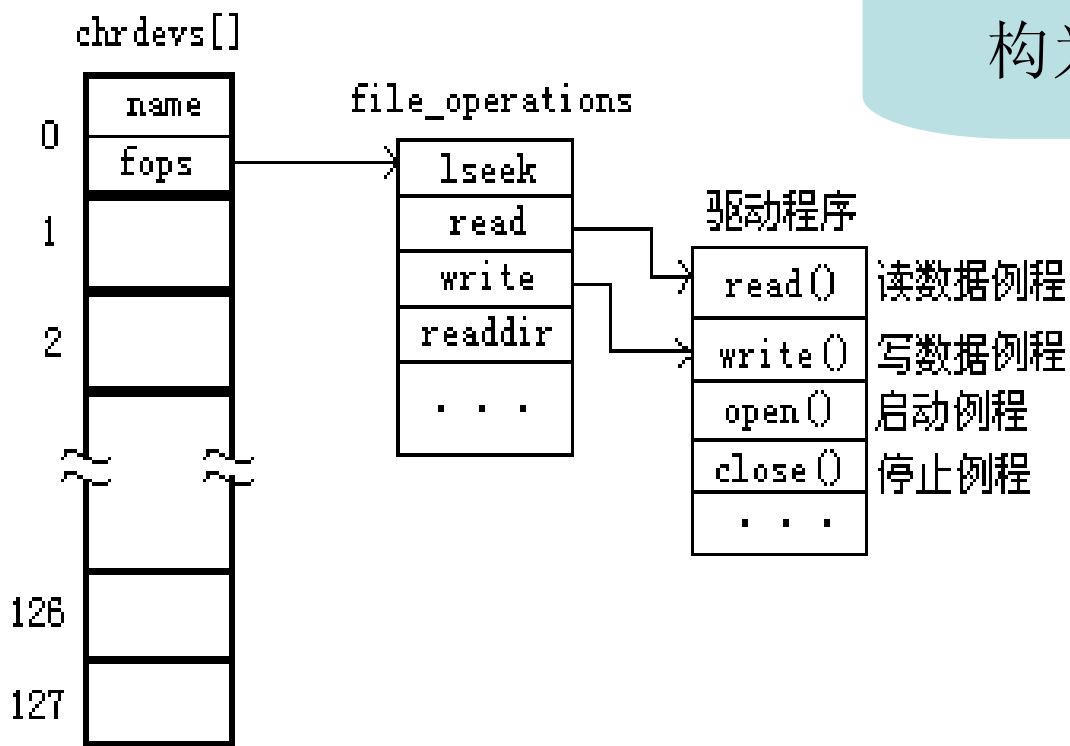 chrdevs[]
构为
name
file_operations
0
fops
lseek
1
read
驱动程序
write
read()
读数据例程
2
readdir
write()
写数据例程
. . .
open()
启动例程
close()
停止例程
. . .
126
127